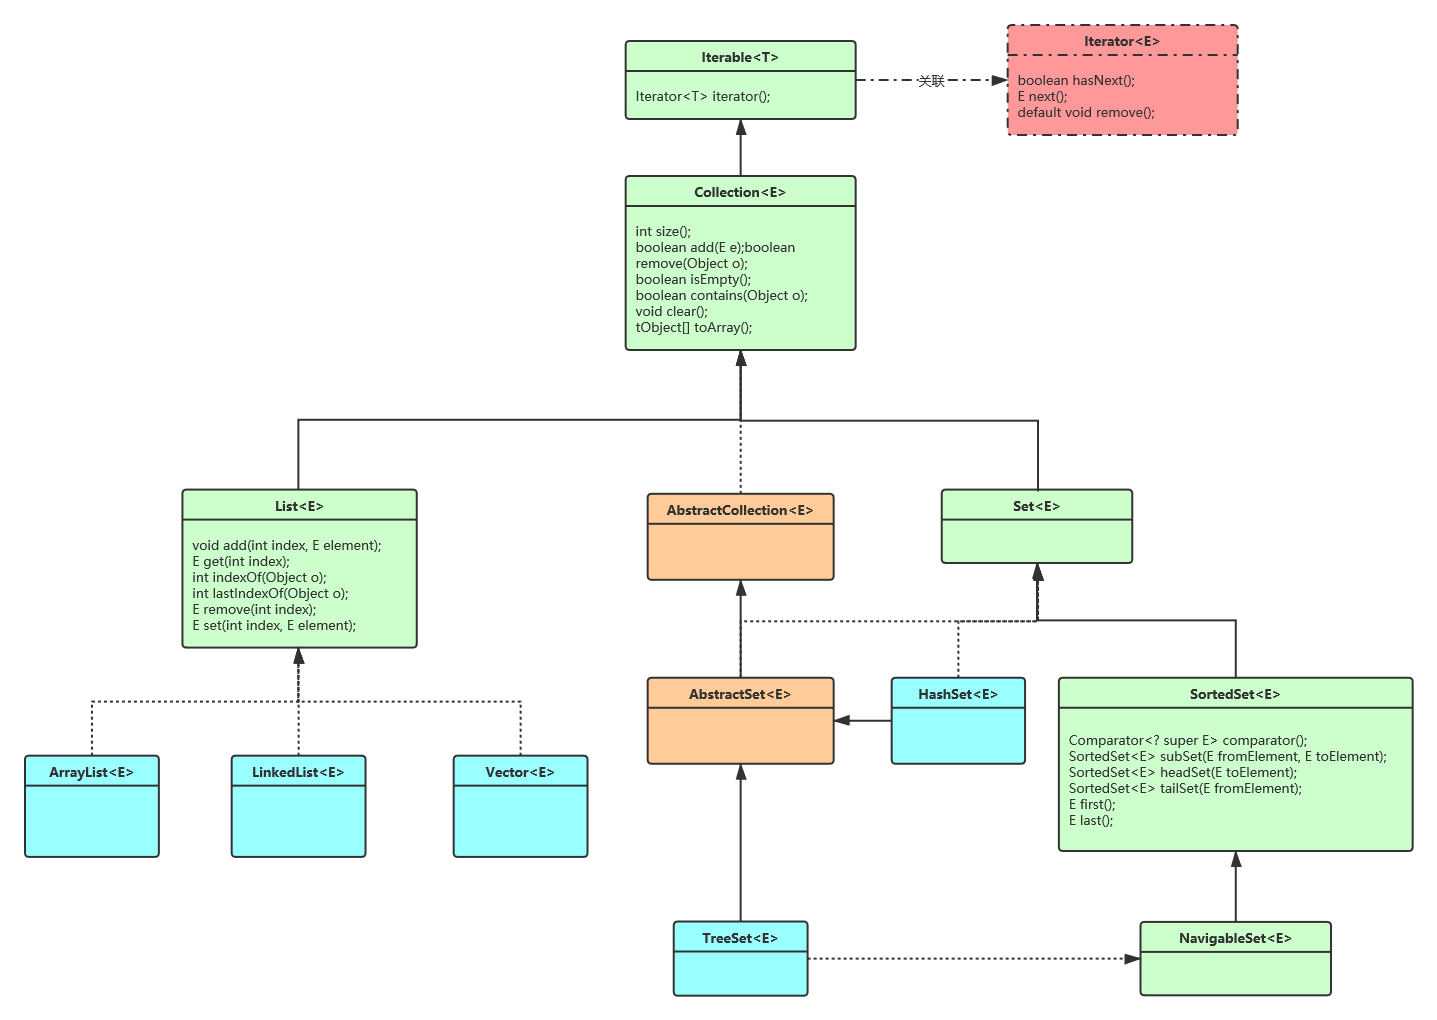 Iterable<T>
Iterator<T> iterator();
关联
Iterator<E>
boolean hasNext();
E next();
default void remove();
Collection<E>
int size();
boolean add(E e);boolean
remove(Object o);
boolean isEmpty();
boolean contains(Object o);
void clear();
tObject[] toArray();
List<E>
void add(int index, E element);
E get(int index);
int indexOf(Object o);
int lastIndexOf(Object o);
E remove(int index);
E set(int index, E element);
AbstractCollection<E>
Set<E>
AbstractSet<E>
HashSet<E>
SortedSet<E>
Comparator<? super E> comparator();
SortedSet<E> subSet(E fromElement, E toElement);
SortedSet<E> headSet(E toElement);
SortedSet<E> tailSet(E fromElement);
E first();
E last();
ArrayList<E>
LinkedList<E>
Vector<E>
TreeSet<E>
NavigableSet<E>